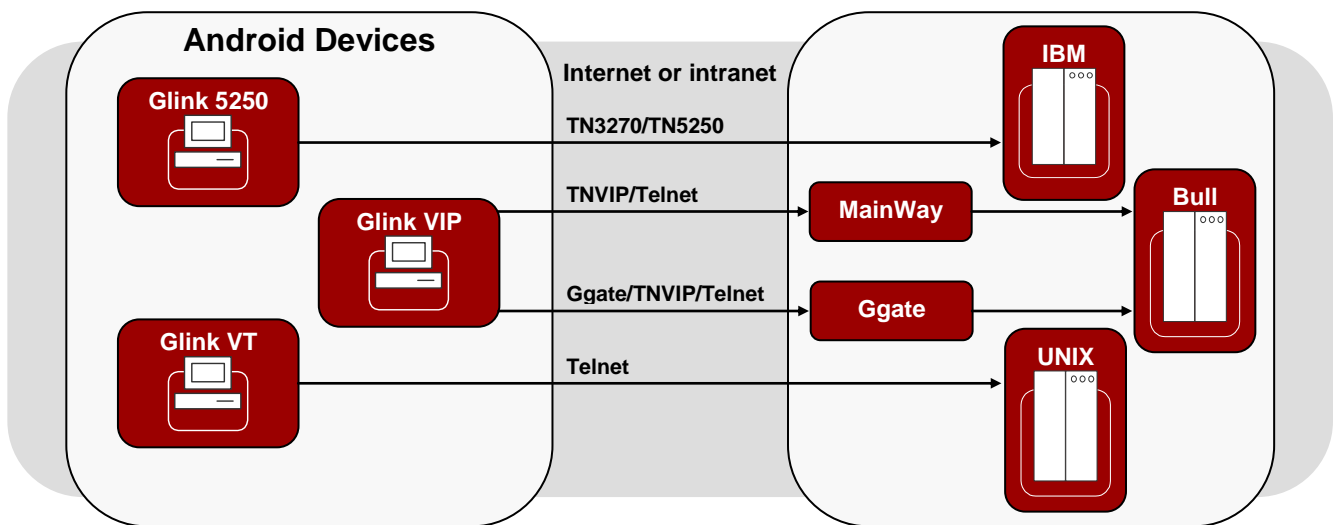 Android Devices
Internet or intranet
IBM
Glink 5250
TN3270/TN5250
TNVIP/Telnet
MainWay
Bull
Glink VIP
Ggate/TNVIP/Telnet
Ggate
Glink VT
Telnet
UNIX